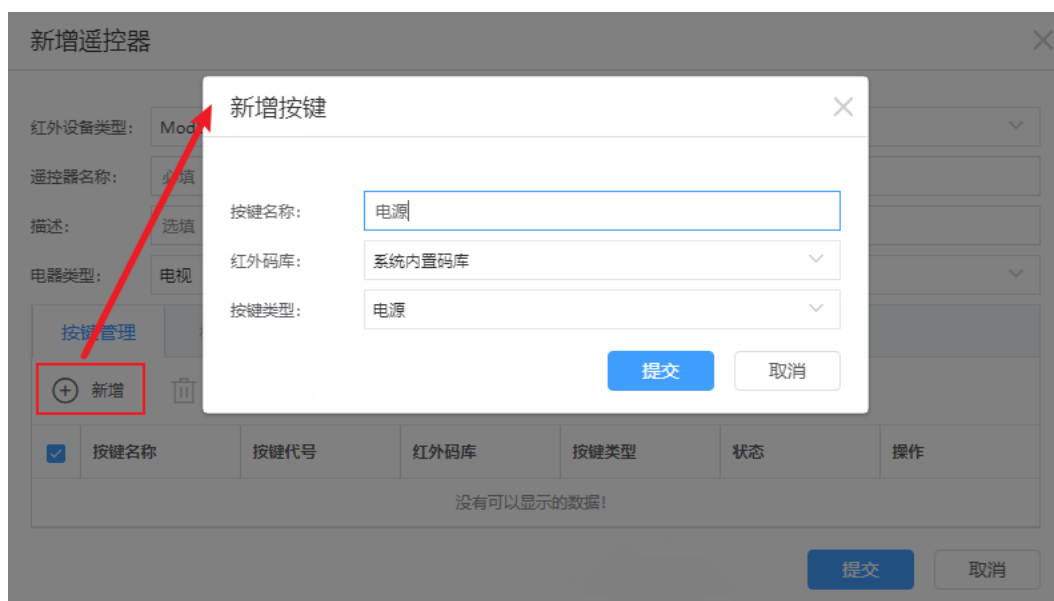 新增遥控器
新增按键
红外设备类型: Mod
遥控器名称: 必填
按键名称: 电源
描述: 选填
红外码库: 系统内置码库
电器类型: 电视
按键类型: 电源
按键管理
提交 取消
新增
按键名称 按键代号 红外码库 按键类型 状态 操作
没有可以显示的数据!
提交 取消